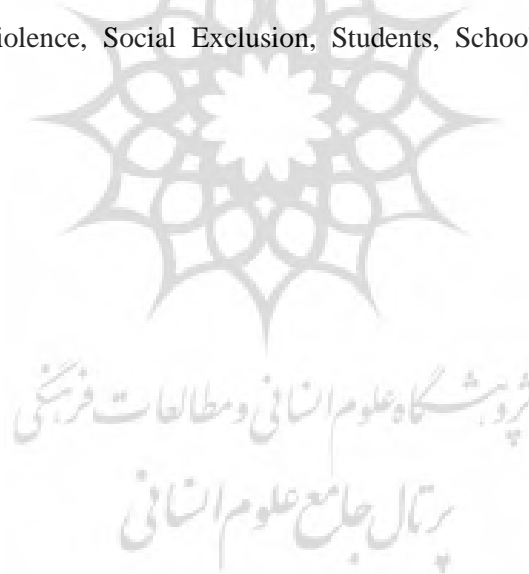 iolence, Social Exclusion, Students, Schoo
پژوهشگاه علوم انسانی و مطالعات فرهنگی
پرتال جامع علوم انسانی